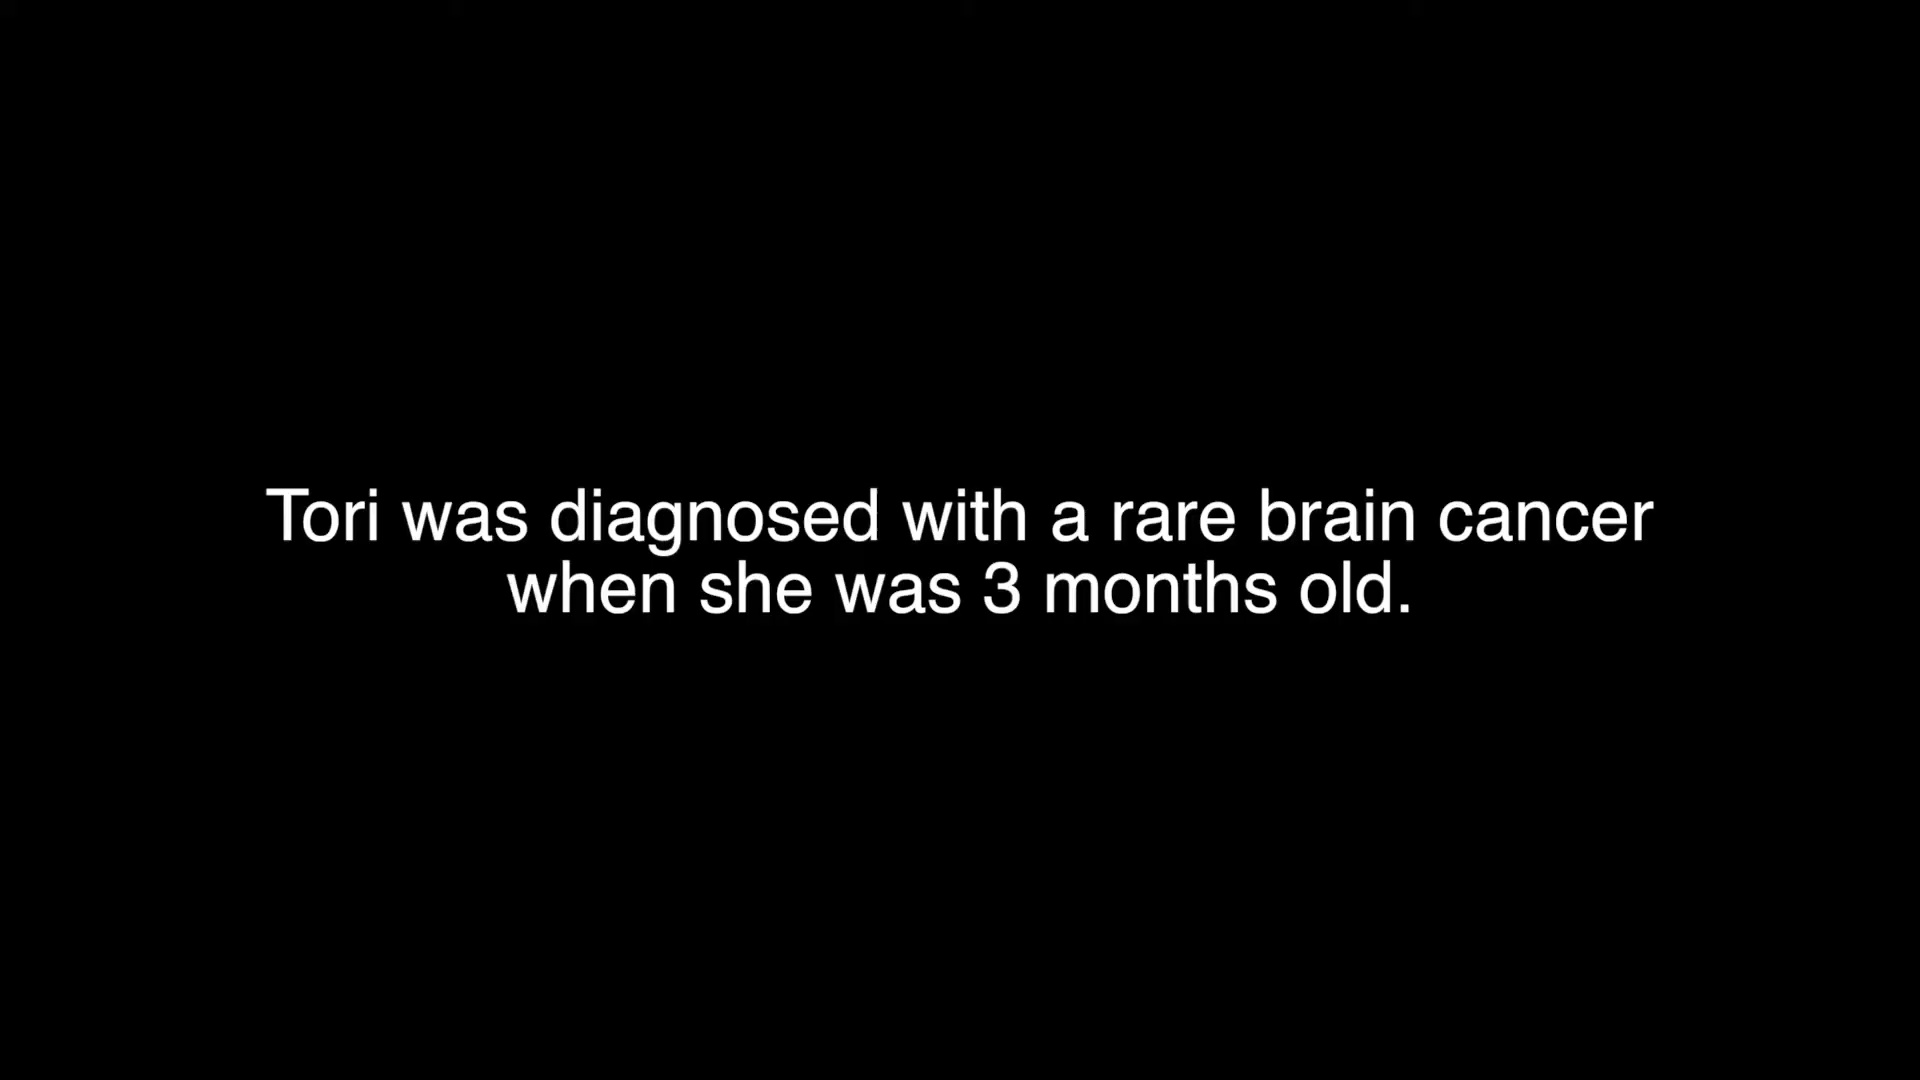 Tori was diagnosed with a rare brain cancer
when she was 3 months old.